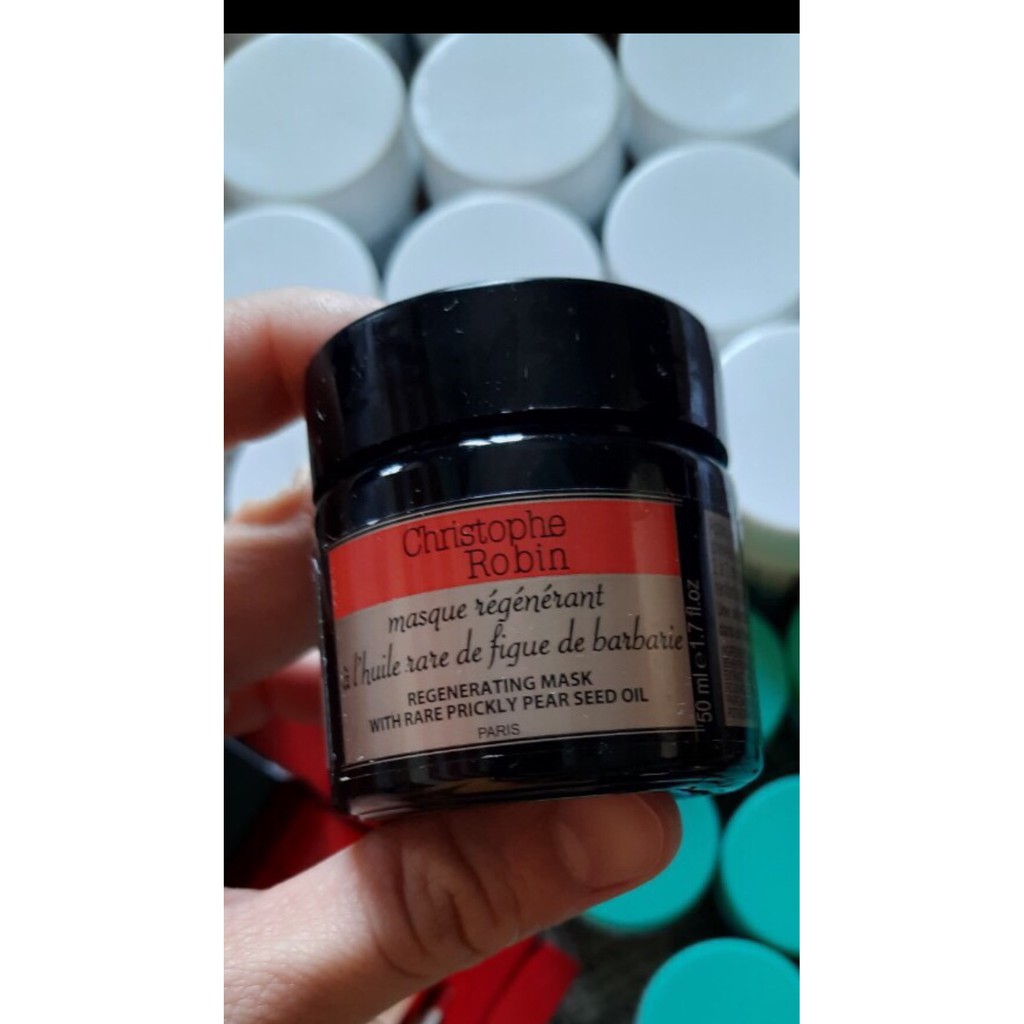 Christophe
Robin
masque régénérant
l'huile rare de figue de barbarie
REGENERATING MASK
WITH RARE PRICKLY PEAR SEED OIL
PARIS
50 ml e 1.7 fl.oz